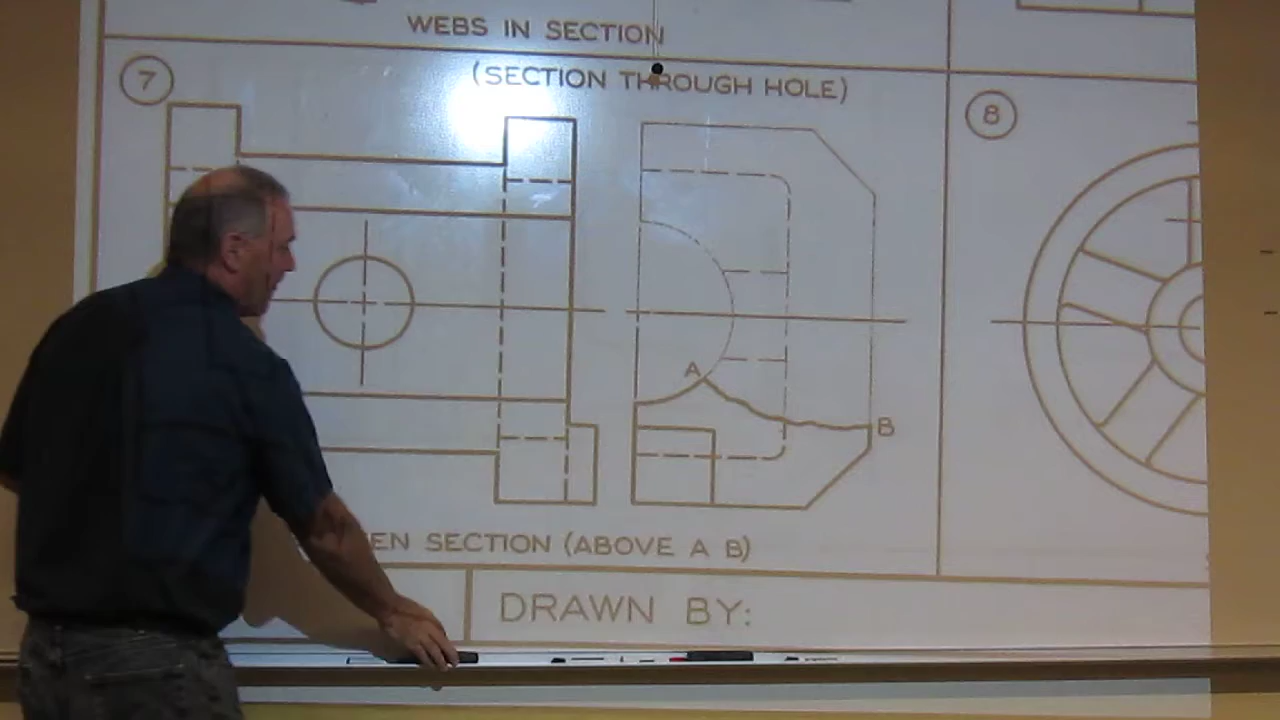 WEBS IN SECTION
7
(SECTION THROUGH HOLE)
8
A
B
SECTION (ABOVE A B)
DRAWN BY: